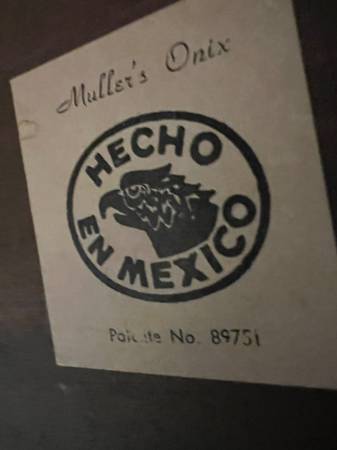 Muller's Onix
HECHO
EN MEXICO
No. 89751